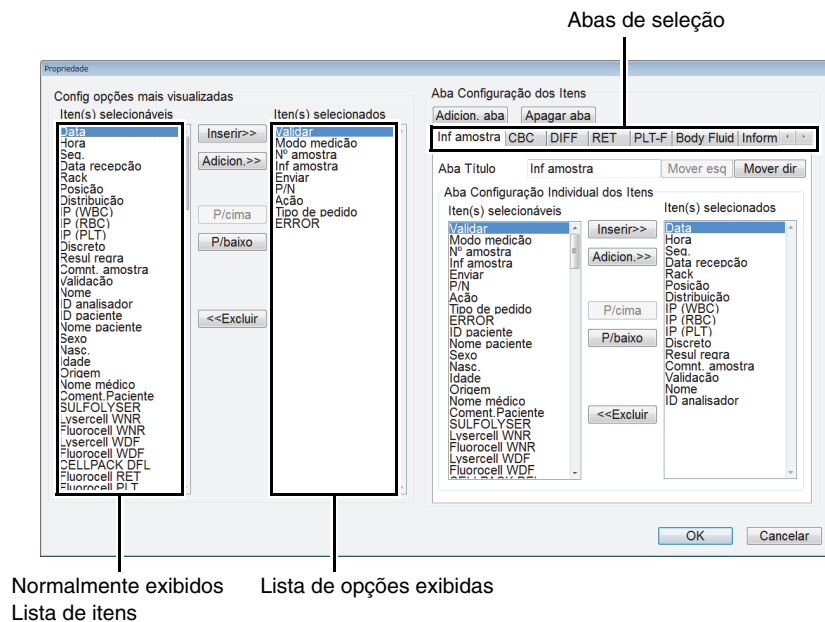 Abas de seleção
Propriedade
Config opções mais visualizadas
Iten(s) selecionáveis
Data
Hora
Seq.
Data recepção
Rack
Posição
Distribuição
IP (WBC)
IP (RBC)
IP (PLT)
Discreto
Resul regra
Comnt. amostra
Validação
Nome
ID analisador
ID paciente
Nome paciente
Sexo
Nasc.
Idade
Origem
Nome médico
Coment.Paciente
SULFOLYSER
Lysercell WNR
Fluorocell WNR
Lysercell WDF
Fluorocell WDF
CELLPACK DFL
Fluorocell RET
Fluorocell PLT
Inserir>>
Adicion.>>
P/cima
P/baixo
<<Excluir
Iten(s) selecionados
Validar
Modo medição
Nº amostra
Inf amostra
Enviar
P/N
Ação
Tipo de pedido
ERROR
Aba Configuração dos Itens
Adicion. aba Apagar aba
Inf amostra CBC DIFF RET PLT-F Body Fluid Inform
Aba Título Inf amostra Mover esq Mover dir
Aba Configuração Individual dos Itens
Iten(s) selecionáveis
Validar
Modo medição
Nº amostra
Inf amostra
Enviar
P/N
Ação
Tipo de pedido
ERROR
ID paciente
Nome paciente
Sexo
Nasc.
Idade
Origem
Nome médico
Coment.Paciente
SULFOLYSER
Lysercell WNR
Fluorocell WNR
Lysercell WDF
Fluorocell WDF
Inserir>>
Adicion.>>
P/cima
P/baixo
<<Excluir
Iten(s) selecionados
Data
Hora
Seq.
Data recepção
Rack
Posição
Distribuição
IP (WBC)
IP (RBC)
IP (PLT)
Discreto
Resul regra
Comnt. amostra
Validação
Nome
ID analisador
OK Cancelar
Normalmente exibidos
Lista de itens
Lista de opções exibidas